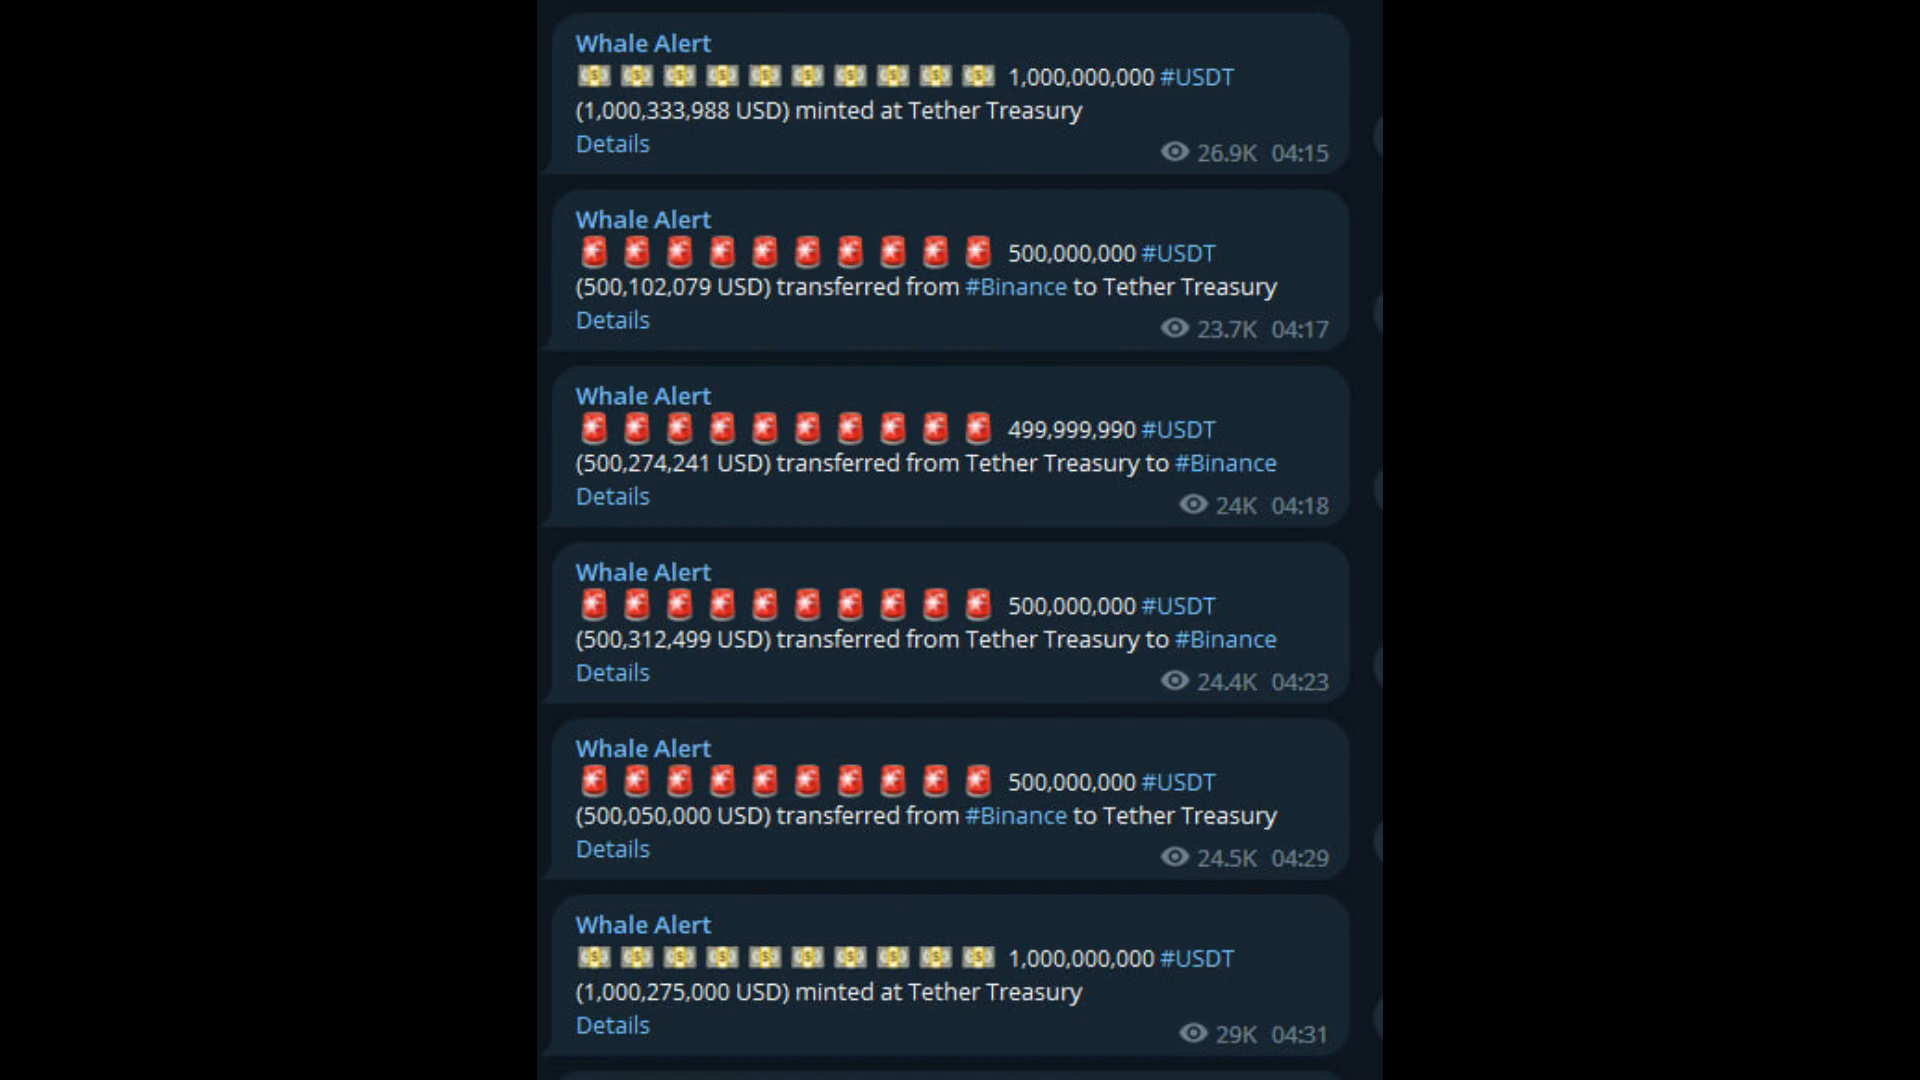 Whale Alert
💵 💵 💵 💵 💵 💵 💵 💵 💵 💵 1,000,000,000 #USDT
(1,000,333,988 USD) minted at Tether Treasury
Details
26.9K 04:15
Whale Alert
🚨 🚨 🚨 🚨 🚨 🚨 🚨 🚨 🚨 🚨 500,000,000 #USDT
(500,102,079 USD) transferred from #Binance to Tether Treasury
Details
23.7K 04:17
Whale Alert
🚨 🚨 🚨 🚨 🚨 🚨 🚨 🚨 🚨 🚨 499,999,990 #USDT
(500,274,241 USD) transferred from Tether Treasury to #Binance
Details
24K 04:18
Whale Alert
🚨 🚨 🚨 🚨 🚨 🚨 🚨 🚨 🚨 🚨 500,000,000 #USDT
(500,312,499 USD) transferred from Tether Treasury to #Binance
Details
24.4K 04:23
Whale Alert
🚨 🚨 🚨 🚨 🚨 🚨 🚨 🚨 🚨 🚨 500,000,000 #USDT
(500,050,000 USD) transferred from #Binance to Tether Treasury
Details
24.5K 04:29
Whale Alert
💵 💵 💵 💵 💵 💵 💵 💵 💵 💵 1,000,000,000 #USDT
(1,000,275,000 USD) minted at Tether Treasury
Details
29K 04:31